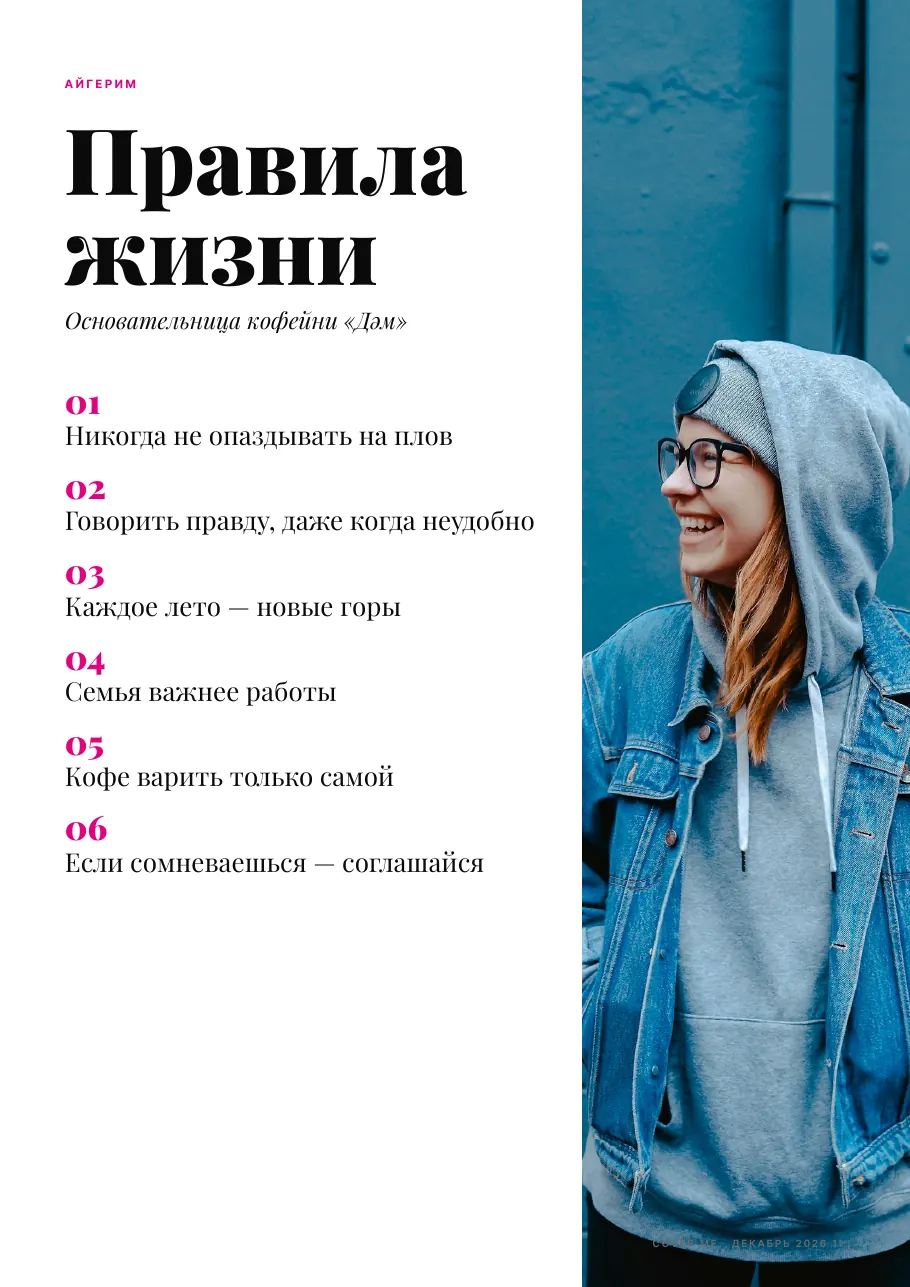 АЙГЕРИМ
Правила
жизни
Основательница кофейни «Дәм»
01
Никогда не опаздывать на плов
02
Говорить правду, даже когда неудобно
03
Каждое лето — новые горы
04
Семья важнее работы
05
Кофе варить только самой
06
Если сомневаешься — соглашайся
ДЕКАБРЬ 2026